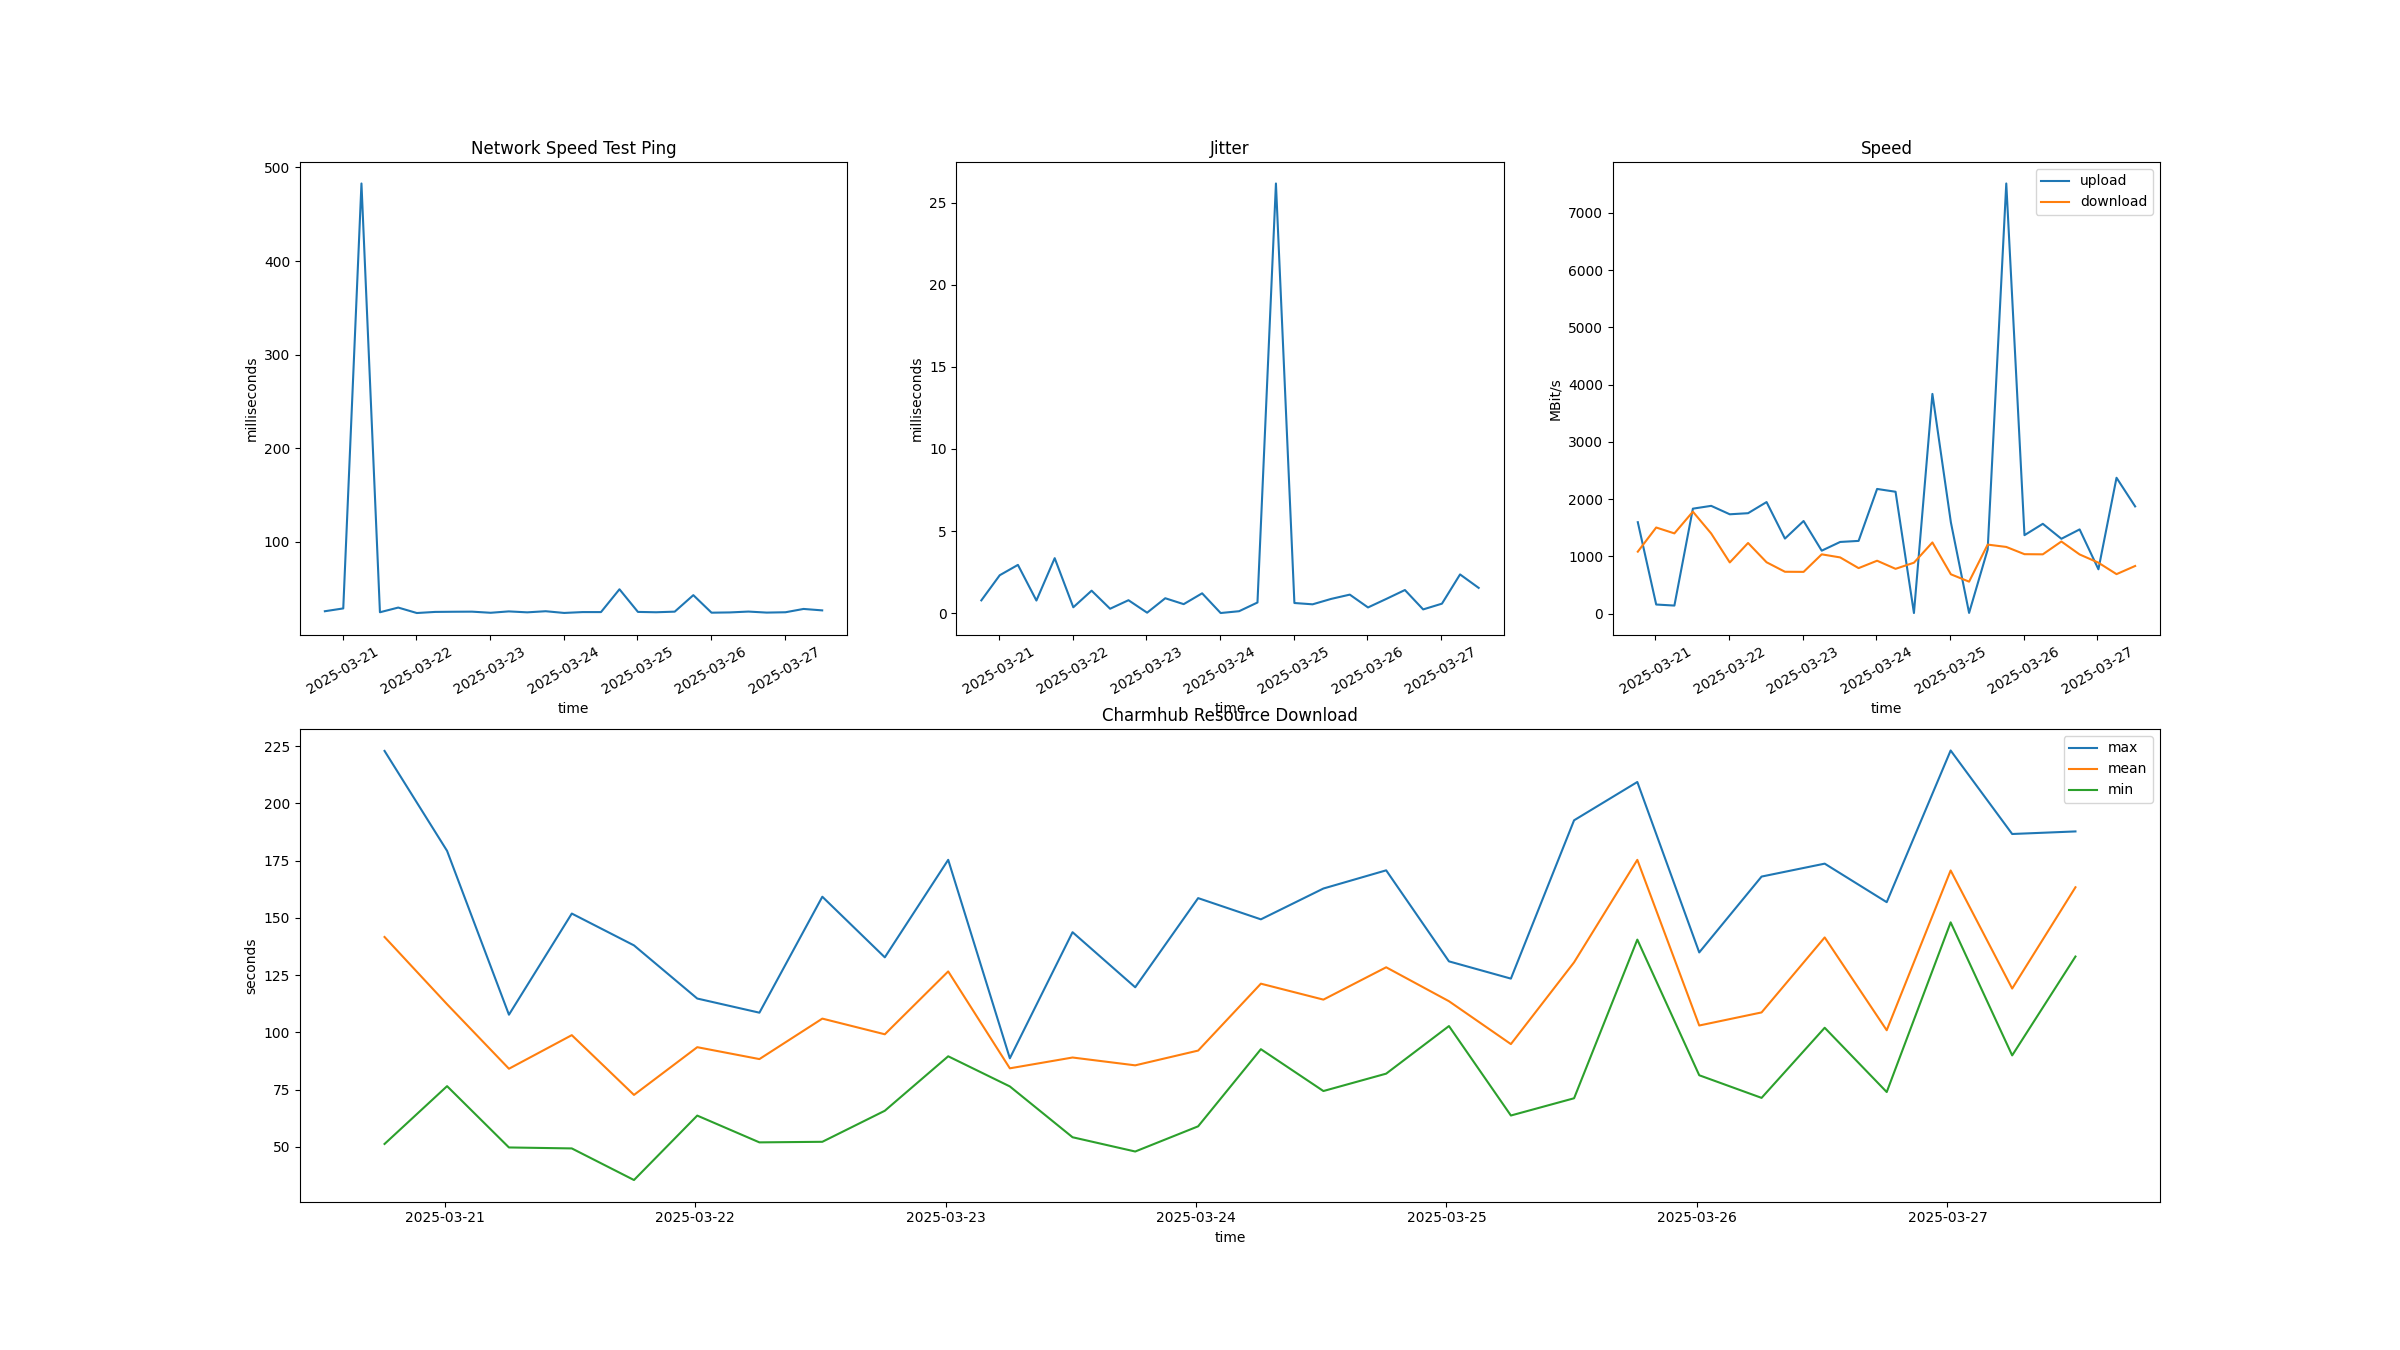 Network Speed Test Ping
500
400
300
200
100
milliseconds
2025-03-21 2025-03-22 2025-03-23 2025-03-24 2025-03-25 2025-03-26 2025-03-27
time
Jitter
25
20
15
10
5
0
milliseconds
2025-03-21 2025-03-22 2025-03-23 2025-03-24 2025-03-25 2025-03-26 2025-03-27
time
Speed
upload
download
7000
6000
5000
4000
3000
2000
1000
0
MBit/s
2025-03-21 2025-03-22 2025-03-23 2025-03-24 2025-03-25 2025-03-26 2025-03-27
time
Charmhub Resource Download
max
mean
min
225
200
175
150
125
100
75
50
seconds
2025-03-21 2025-03-22 2025-03-23 2025-03-24 2025-03-25 2025-03-26 2025-03-27
time